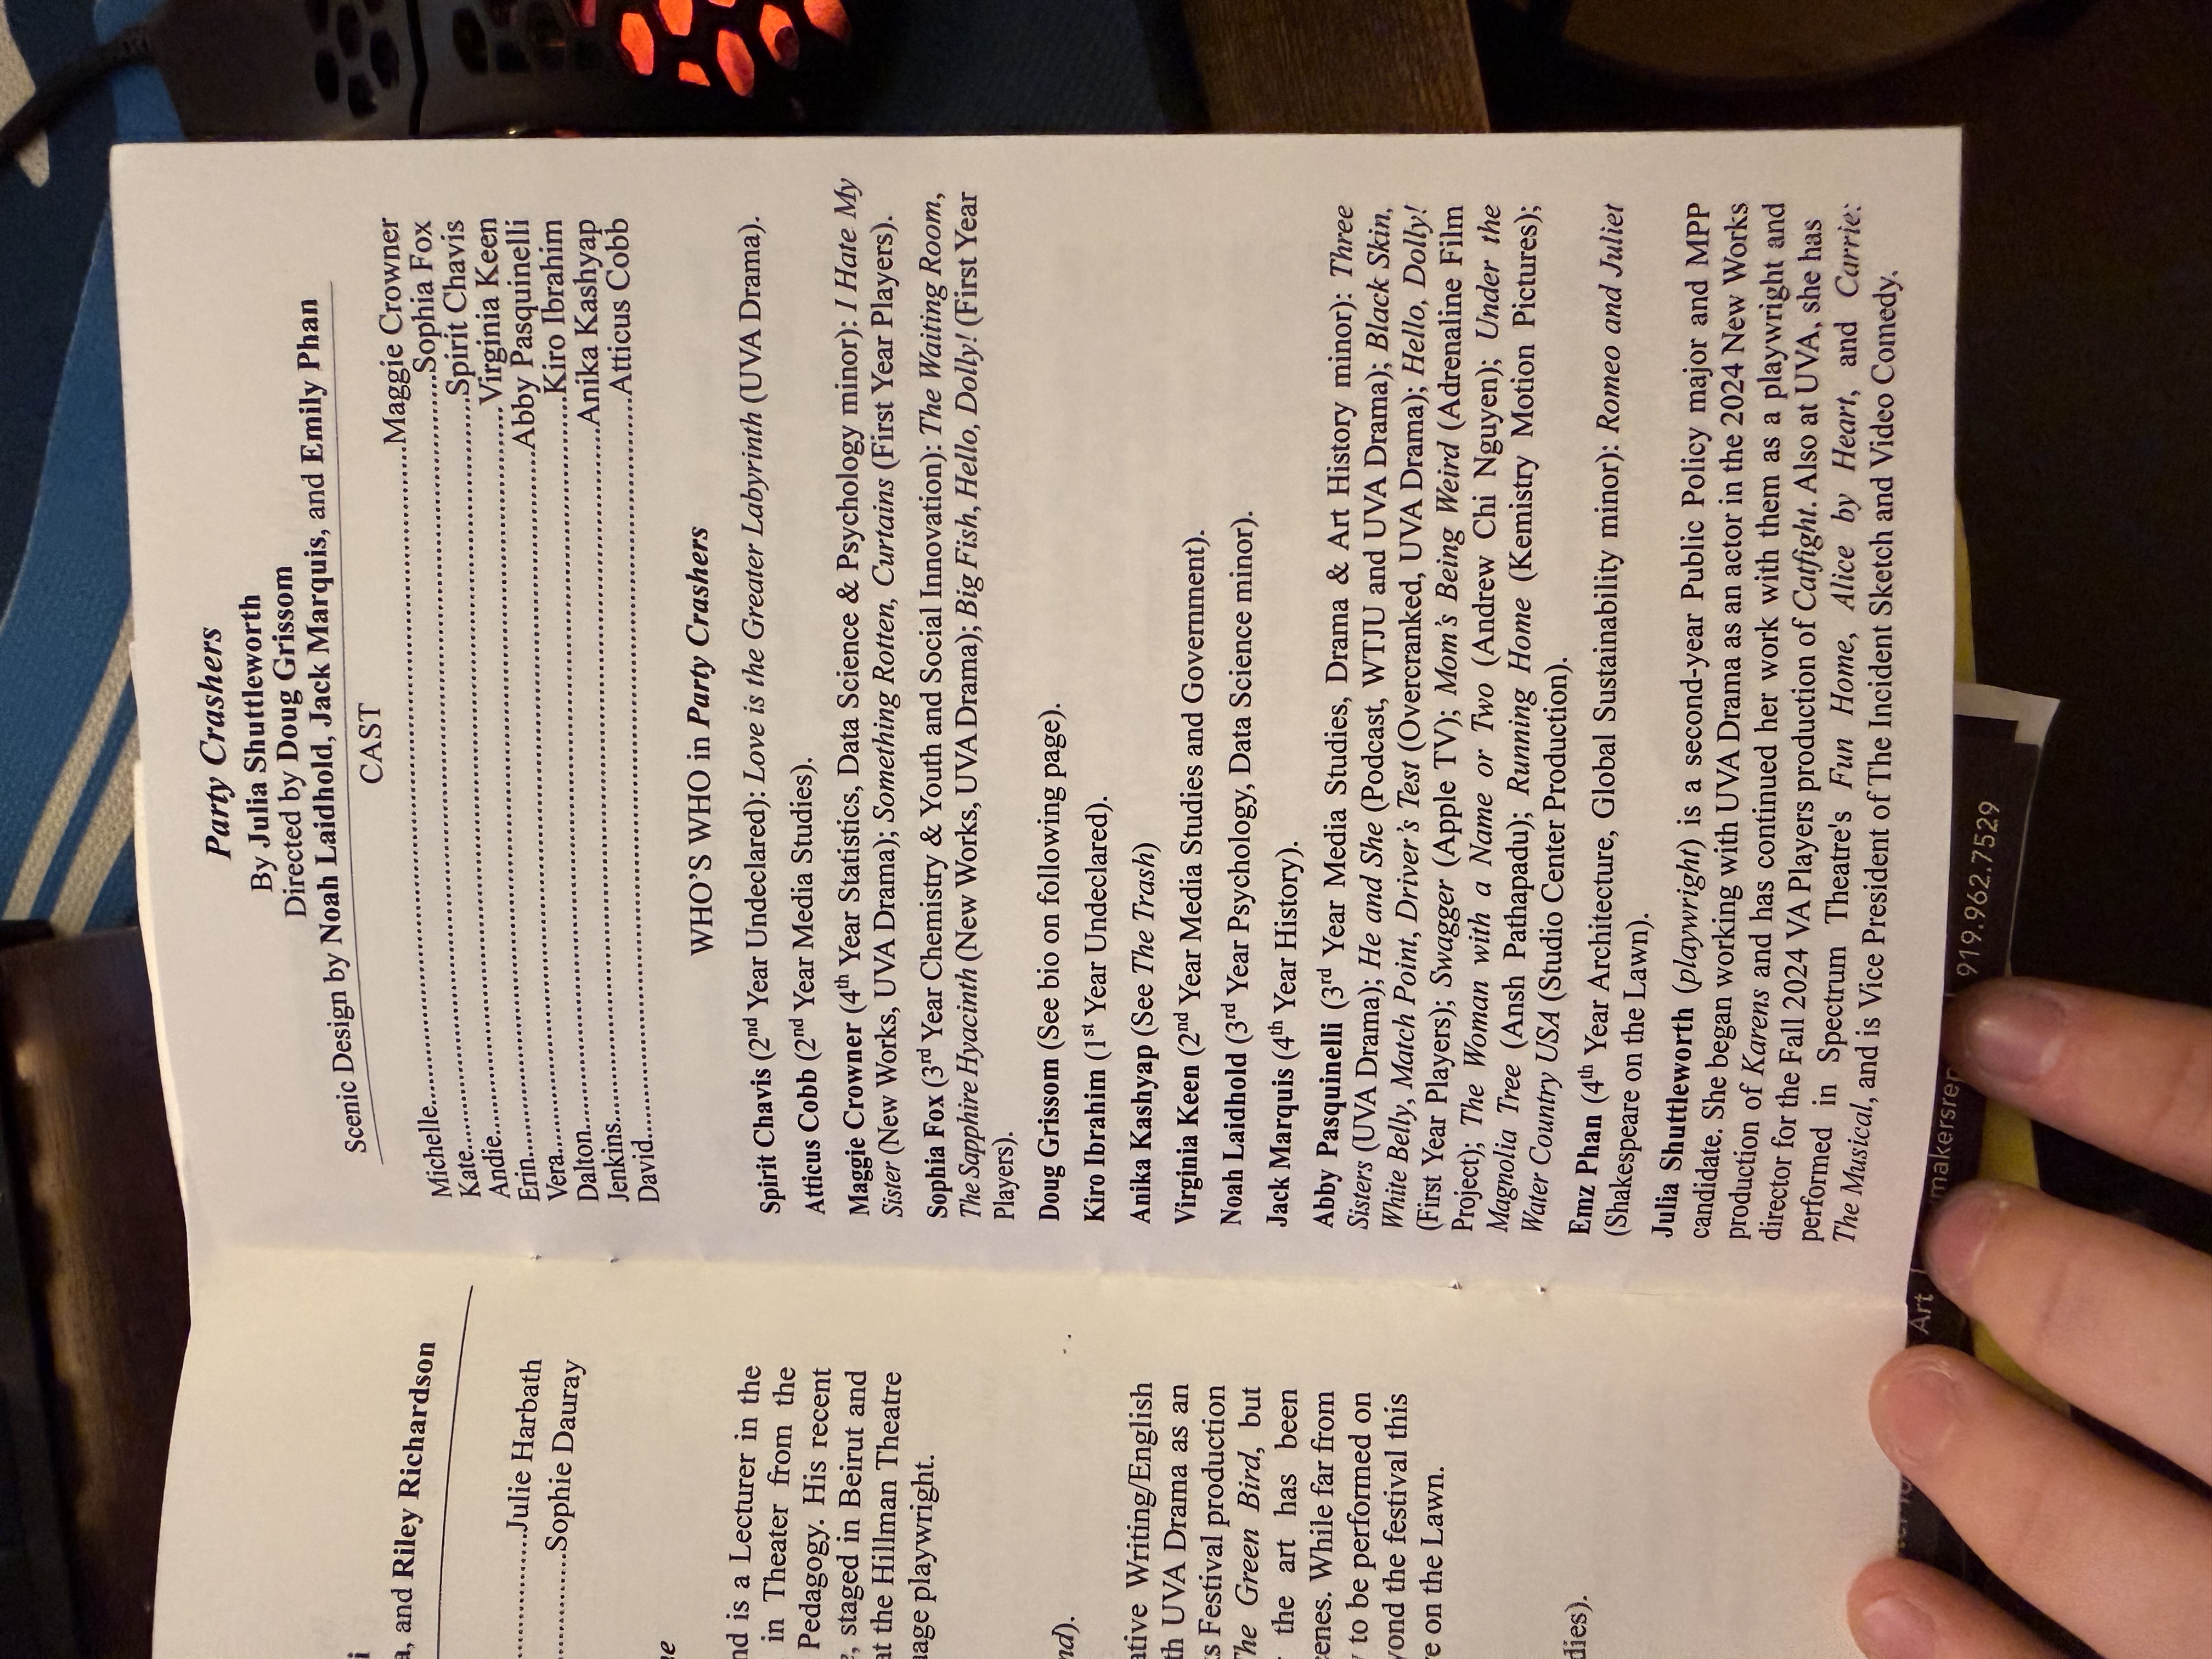 i
a, and Riley Richardson
................Julie Harbath
................Sophie Dauray
ne
nd is a Lecturer in the
in Theater from the
Pedagogy. His recent
e, staged in Beirut and
at the Hillman Theatre
uage playwright.
nd).
ative Writing/English
th UVA Drama as an
s Festival production
The Green Bird, but
the art has been
cenes. While far from
y to be performed on
yond the festival this
e on the Lawn.
dies).
Party Crashers
By Julia Shuttleworth
Directed by Doug Grissom
Scenic Design by Noah Laidhold, Jack Marquis, and Emily Phan
CAST
Michelle................Maggie Crowner
Kate................Sophia Fox
Andie................Spirit Chavis
Erin................Virginia Keen
Vera................Abby Pasquinelli
Dalton................Kiro Ibrahim
Jenkins................Anika Kashyap
David................Atticus Cobb
WHO'S WHO in Party Crashers
Spirit Chavis (2nd Year Undeclared): Love is the Greater Labyrinth (UVA Drama).
Atticus Cobb (2nd Year Media Studies).
Maggie Crowner (4th Year Statistics, Data Science & Psychology minor): I Hate My
Sister (New Works, UVA Drama); Something Rotten, Curtains (First Year Players).
Sophia Fox (3rd Year Chemistry & Youth and Social Innovation): The Waiting Room,
The Sapphire Hyacinth (New Works, UVA Drama); Big Fish, Hello, Dolly! (First Year
Players).
Doug Grissom (See bio on following page).
Kiro Ibrahim (1st Year Undeclared).
Anika Kashyap (See The Trash)
Virginia Keen (2nd Year Media Studies and Government).
Noah Laidhold (3rd Year Psychology, Data Science minor).
Jack Marquis (4th Year History).
Abby Pasquinelli (3rd Year Media Studies, Drama & Art History minor): Three
Sisters (UVA Drama); He and She (Podcast, WTJU and UVA Drama); Black Skin,
White Belly, Match Point, Driver's Test (Overcranked, UVA Drama); Hello, Dolly!
(First Year Players); Swagger (Apple TV); Mom's Being Weird (Adrenaline Film
Project); The Woman with a Name or Two (Andrew Chi Nguyen); Under the
Magnolia Tree (Ansh Pathapadu); Running Home (Kemistry Motion Pictures);
Water Country USA (Studio Center Production).
Emz Phan (4th Year Architecture, Global Sustainability minor): Romeo and Juliet
(Shakespeare on the Lawn).
Julia Shuttleworth (playwright) is a second-year Public Policy major and MPP
candidate. She began working with UVA Drama as an actor in the 2024 New Works
production of Karens and has continued her work with them as a playwright and
director for the Fall 2024 VA Players production of Catfight. Also at UVA, she has
performed in Spectrum Theatre's Fun Home, Alice by Heart, and Carrie:
The Musical, and is Vice President of The Incident Sketch and Video Comedy.
Art
makersrep
919.962.7529